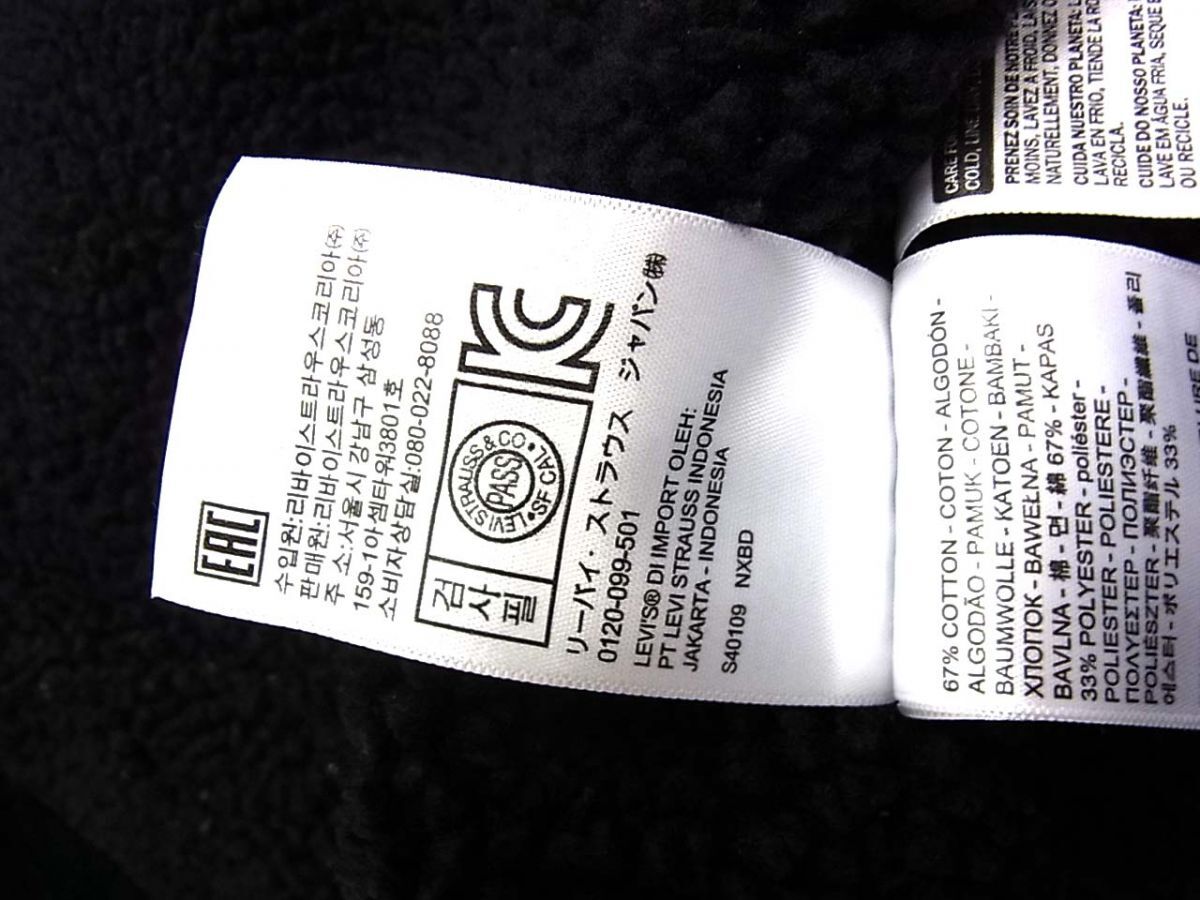 EAC
수입원:리바이스트라우스코리아㈜
판매원:리바이스트라우스코리아㈜
주 소:서울시 강남구 삼성동
159-1아셈타워3801호
소비자상담실:080-022-8088
검
사
필
LEVI STRAUSS & CO
•SF CAL•
PASS
KC
リーバイ・ストラウス ジャパン㈱
0120-099-501
LEVI'S® DI IMPORT OLEH:
PT LEVI STRAUSS INDONESIA
JAKARTA - INDONESIA
S40109 NXBD
67% COTTON - COTON - ALGODÓN -
ALGODÃO - PAMUK - COTONE -
BAUMWOLLE - KATOEN - ΒΑΜΒΑΚΙ -
ХЛОПОК - BAWEŁNA - PAMUT -
BAVLNA - 棉 - 면 - 綿 67% - KAPAS
33% POLYESTER - poliéster -
POLIESTER - POLIESTERE -
ΠΟΛΥΕΣΤΕΡ - ПОЛИЭСТЕР -
POLIÉSZTER - 聚酯纤维 - 聚酯纖維 - 폴리
에스터 - ポリエステル 33%
COLD, LINE
PRENEZ SOIN DE NOTRE
MOINS, LAVEZ À FROID,
NATURELLEMENT, DONNEZ
CUIDA NUESTRO PLANETA:
LAVA EN FRIO, TIENDE LA
RECICLA.
CUIDE DO NOSSO PLANETA:
LAVE EM ÁGUA FRIA, SEQUE
OU RECICLE.